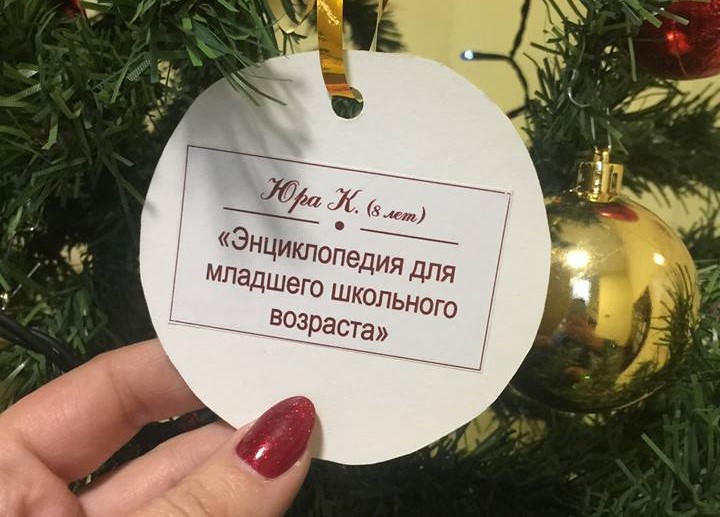 Юра К. (8 лет)
«Энциклопедия для
младшего школьного
возраста»